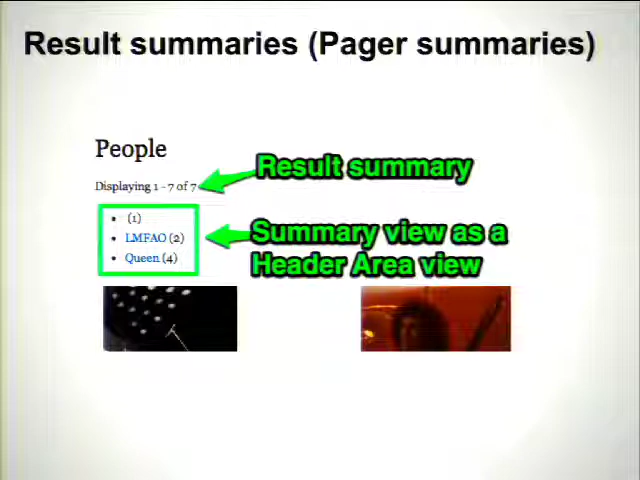 Result summaries (Pager summaries)
People
Result summary
Displaying 1 - 7 of 7
(1)
LMFAO (2)
Queen (4)
Summary view as a
Header Area view